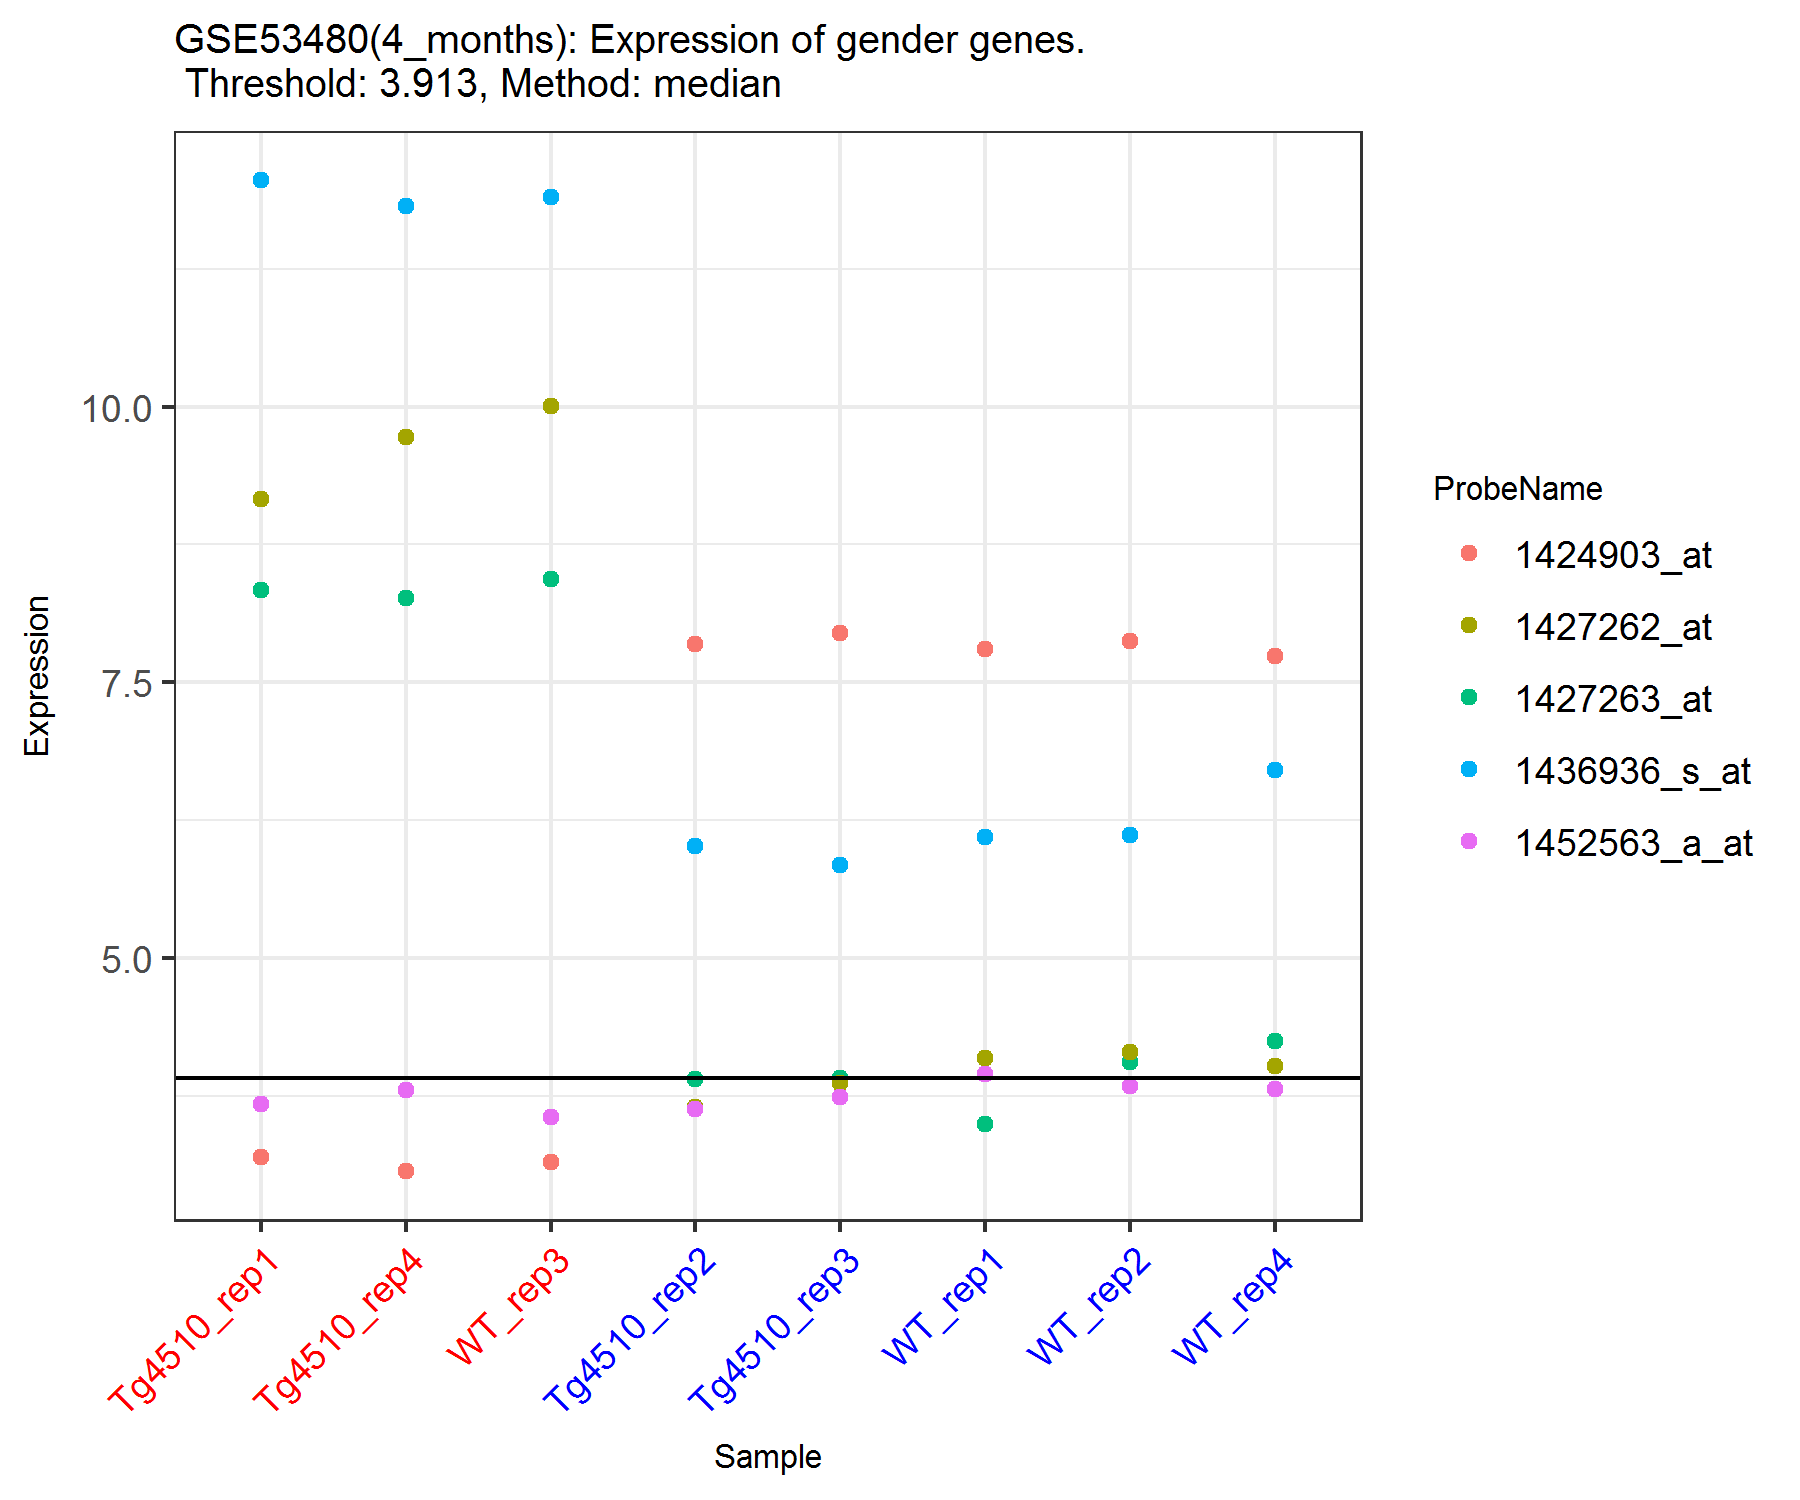 GSE53480(4_months): Expression of gender genes.
Threshold: 3.913, Method: median
Expression
10.0
7.5
5.0
Tg4510_rep1
Tg4510_rep4
WT_rep3
Tg4510_rep2
Tg4510_rep3
WT_rep1
WT_rep2
WT_rep4
Sample
ProbeName
1424903_at
1427262_at
1427263_at
1436936_s_at
1452563_a_at